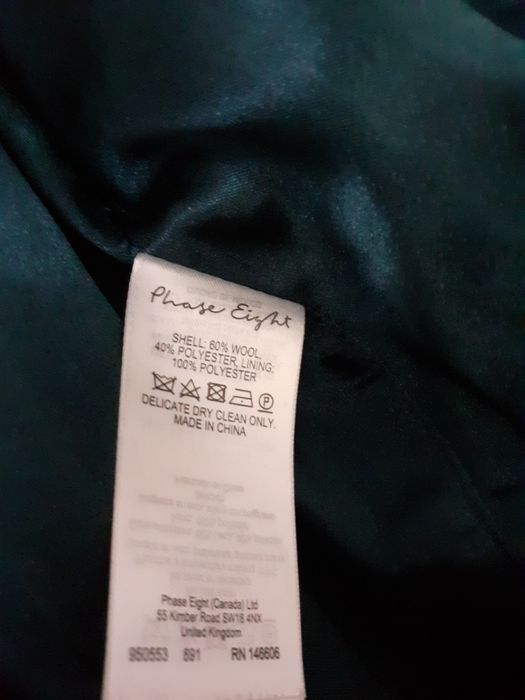 Phase Eight
SHELL: 60% WOOL,
40% POLYESTER, LINING:
100% POLYESTER
P
DELICATE DRY CLEAN ONLY.
MADE IN CHINA
Phase Eight (Canada) Ltd
55 Kimber Road SW18 4NX
United Kingdom
950553 891 RN 146606